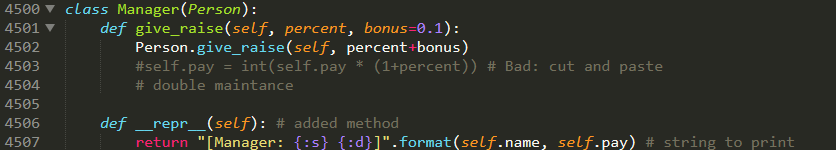 4500 class Manager(Person):
4501     def give_raise(self, percent, bonus=0.1):
4502         Person.give_raise(self, percent+bonus)
4503         #self.pay = int(self.pay * (1+percent)) # Bad: cut and paste
4504         # double maintance
4505
4506     def __repr__(self): # added method
4507         return "[Manager: {:s} {:d}]".format(self.name, self.pay) # string to print